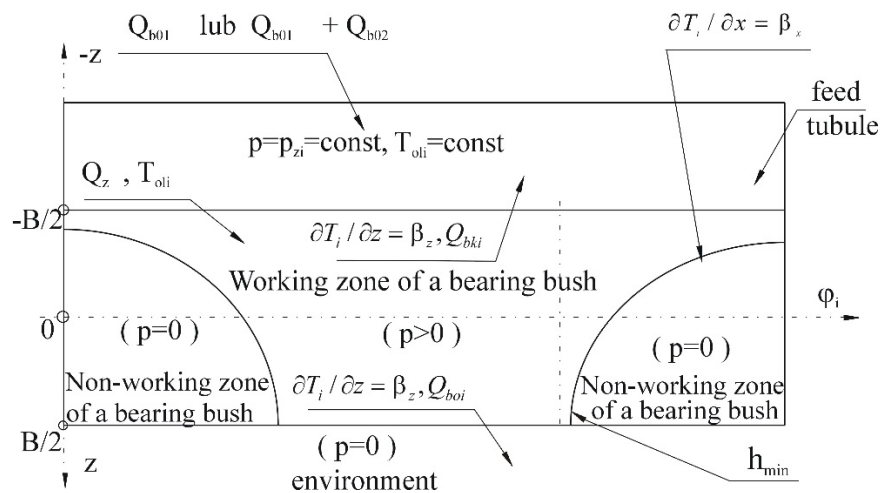 Q_b01 lub Q_b01 + Q_b02
∂T_i / ∂x = β_x
-z
feed
tubule
p=p_zi=const, T_oli=const
Q_z , T_oli
-B/2
∂T_i / ∂z = β_z, Q_bki
Working zone of a bearing bush
φ_i
0
( p=0)
( p>0)
(p=0)
Non-working zone
of a bearing bush
∂T_i / ∂z = β_z, Q_boi
Non-working zone
of a bearing bush
B/2
z
(p=0)
environment
h_min